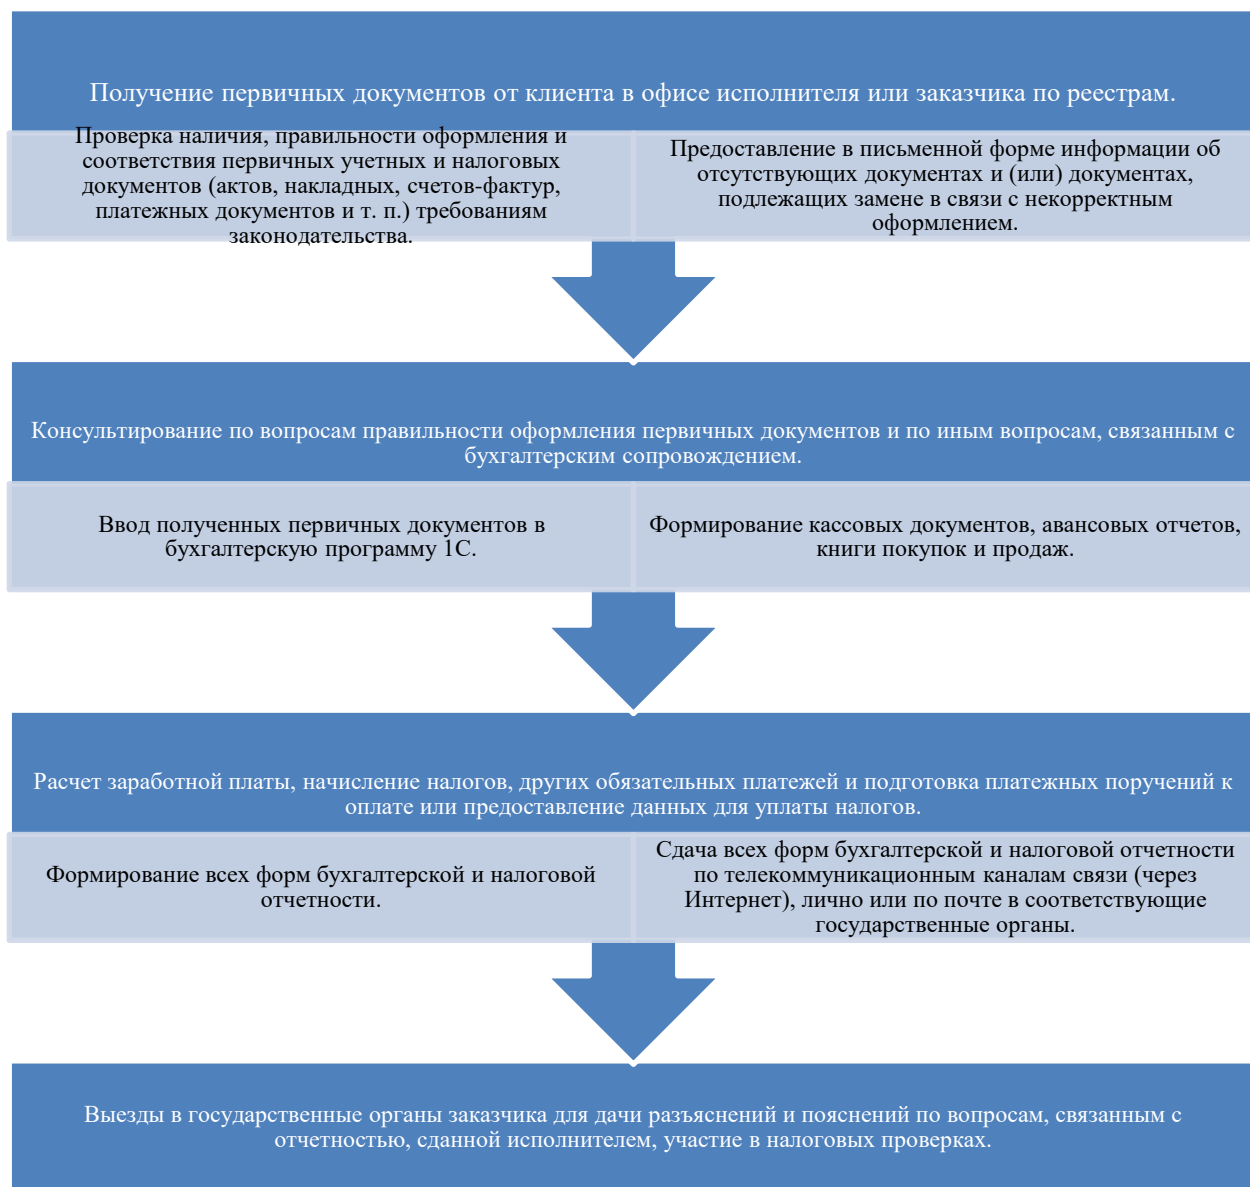 Получение первичных документов от клиента в офисе исполнителя или заказчика по реестрам.
Проверка наличия, правильности оформления и
соответствия первичных учетных и налоговых
документов (актов, накладных, счетов-фактур,
платежных документов и т. п.) требованиям
законодательства.
Предоставление в письменной форме информации об
отсутствующих документах и (или) документах,
подлежащих замене в связи с некорректным
оформлением.
Консультирование по вопросам правильности оформления первичных документов и по иным вопросам, связанным с
бухгалтерским сопровождением.
Ввод полученных первичных документов в
бухгалтерскую программу 1С.
Формирование кассовых документов, авансовых отчетов,
книги покупок и продаж.
Расчет заработной платы, начисление налогов, других обязательных платежей и подготовка платежных поручений к
оплате или предоставление данных для уплаты налогов.
Формирование всех форм бухгалтерской и налоговой
отчетности.
Сдача всех форм бухгалтерской и налоговой отчетности
по телекоммуникационным каналам связи (через
Интернет), лично или по почте в соответствующие
государственные органы.
Выезды в государственные органы заказчика для дачи разъяснений и пояснений по вопросам, связанным с
отчетностью, сданной исполнителем, участие в налоговых проверках.